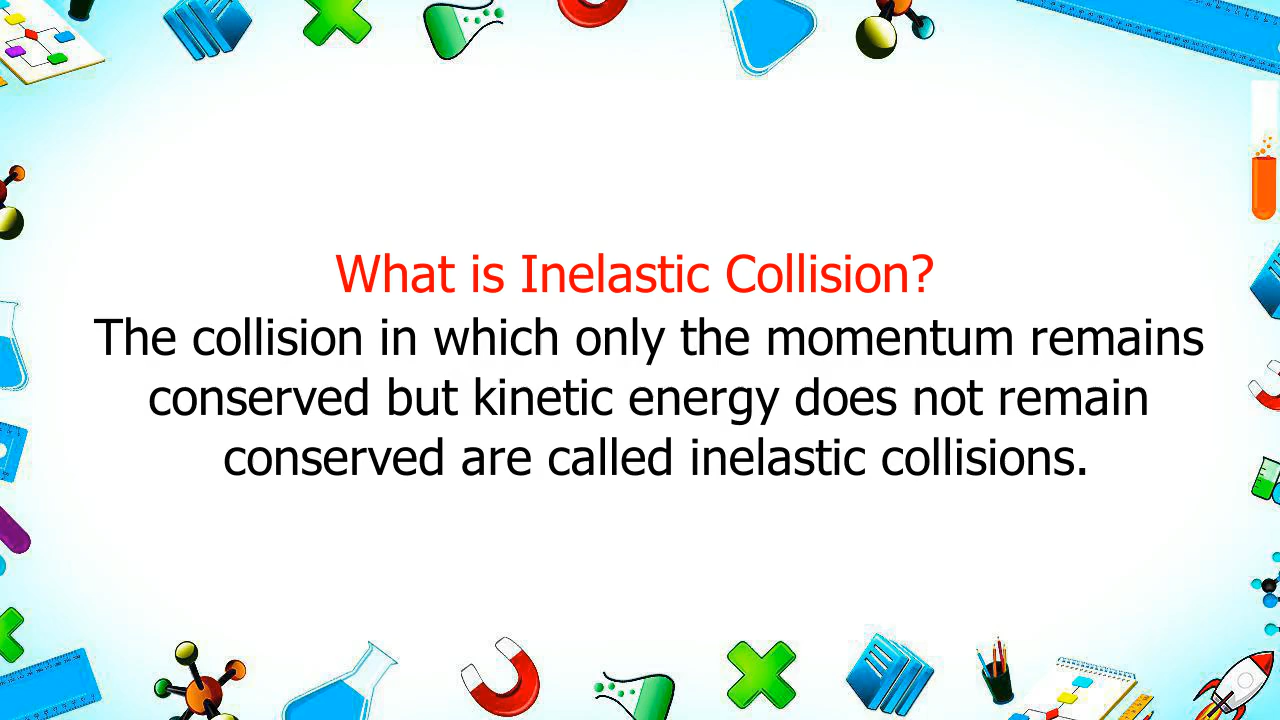 What is Inelastic Collision?
The collision in which only the momentum remains
conserved but kinetic energy does not remain
conserved are called inelastic collisions.